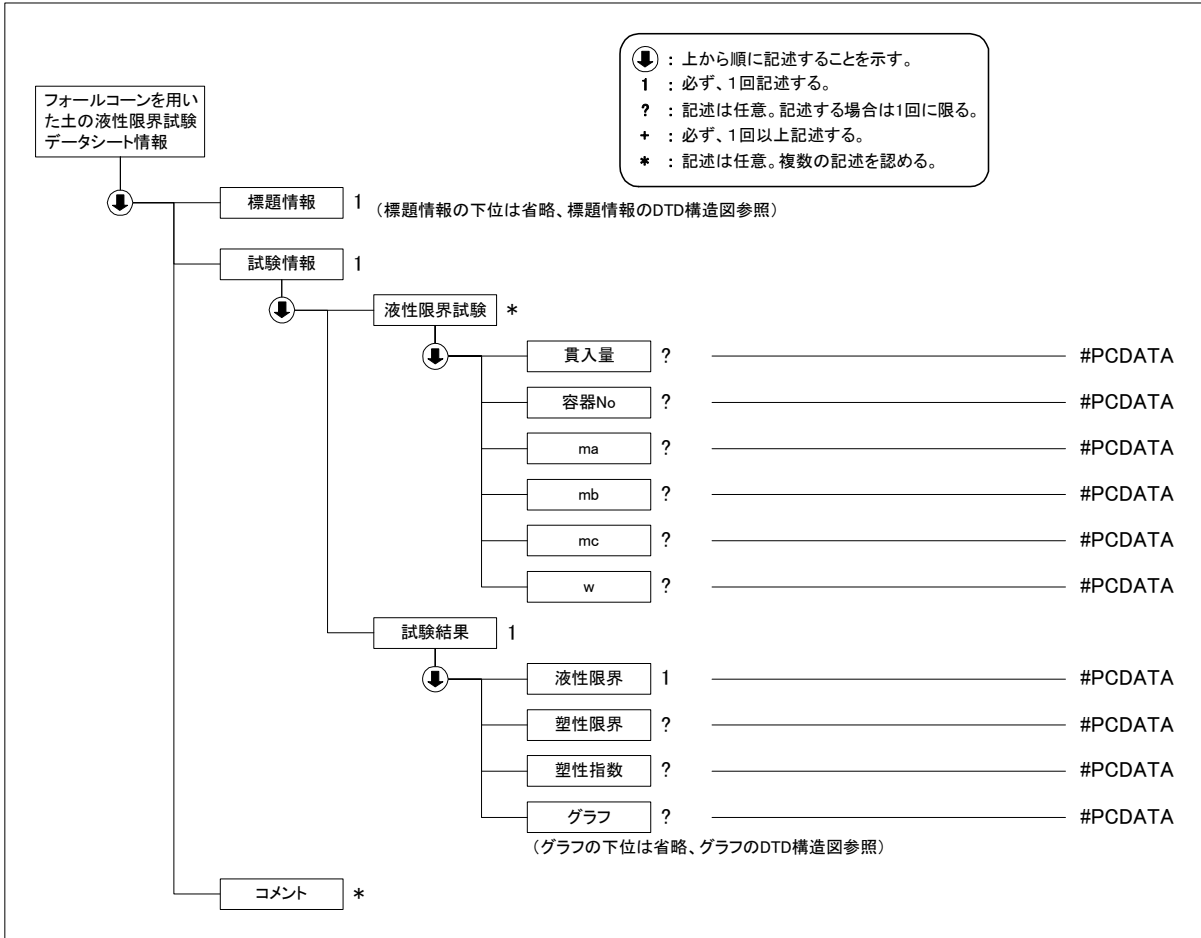 ⬇ : 上から順に記述することを示す。
1 : 必ず、1回記述する。
? : 記述は任意。記述する場合は1回に限る。
+ : 必ず、1回以上記述する。
* : 記述は任意。複数の記述を認める。
フォールコーンを用い
た土の液性限界試験
データシート情報
標題情報 1 (標題情報の下位は省略、標題情報のDTD構造図参照)
試験情報 1
液性限界試験 *
貫入量 ? #PCDATA
容器No ? #PCDATA
ma ? #PCDATA
mb ? #PCDATA
mc ? #PCDATA
w ? #PCDATA
試験結果 1
液性限界 1 #PCDATA
塑性限界 ? #PCDATA
塑性指数 ? #PCDATA
グラフ ? #PCDATA
(グラフの下位は省略、グラフのDTD構造図参照)
コメント *